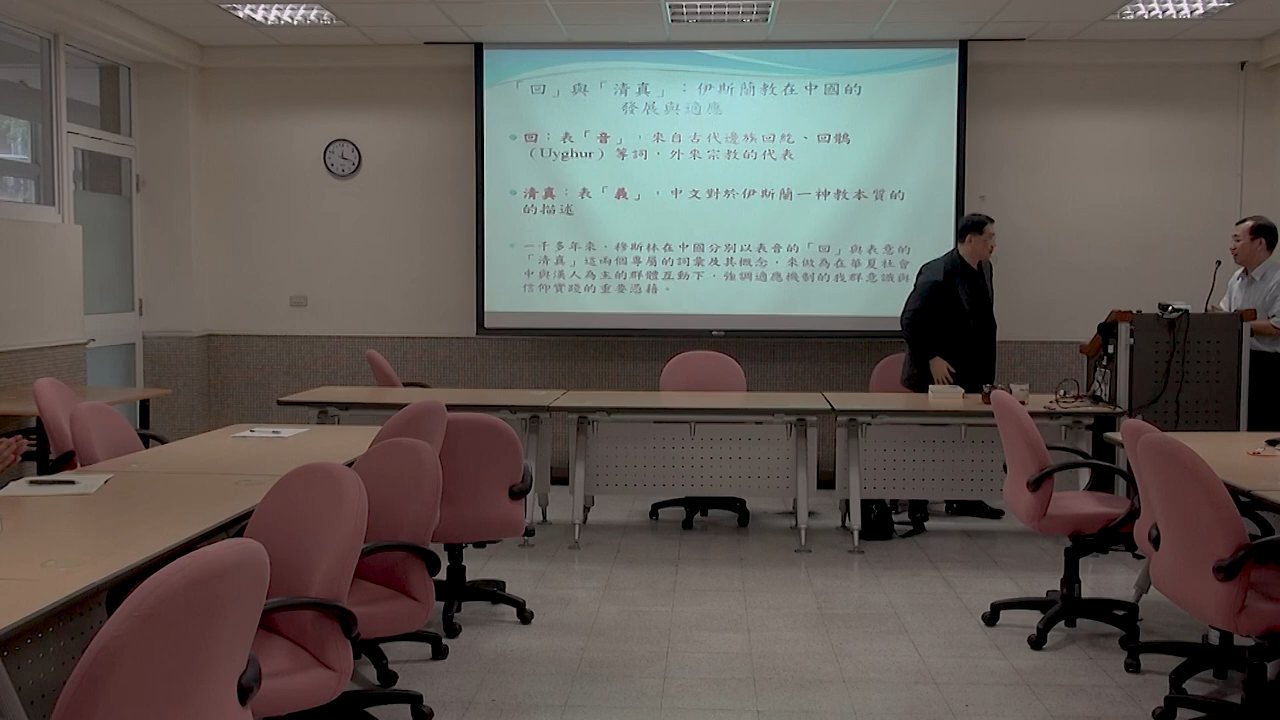 「回」與「清真」：伊斯蘭教在中國的
發展與適應
回：表「音」，來自古代邊族回紇、回鶻
（Uyghur）等詞，外來宗教的代表
清真：表「義」，中文對於伊斯蘭一神教本質的
的描述
一千多年來，穆斯林在中國分別以表音的「回」與表意的
「清真」這兩個專屬的詞彙及其概念，來做為在華夏社會
中與漢人為主的群體互動下，強調適應機制的我群意識與
信仰實踐的重要憑藉。